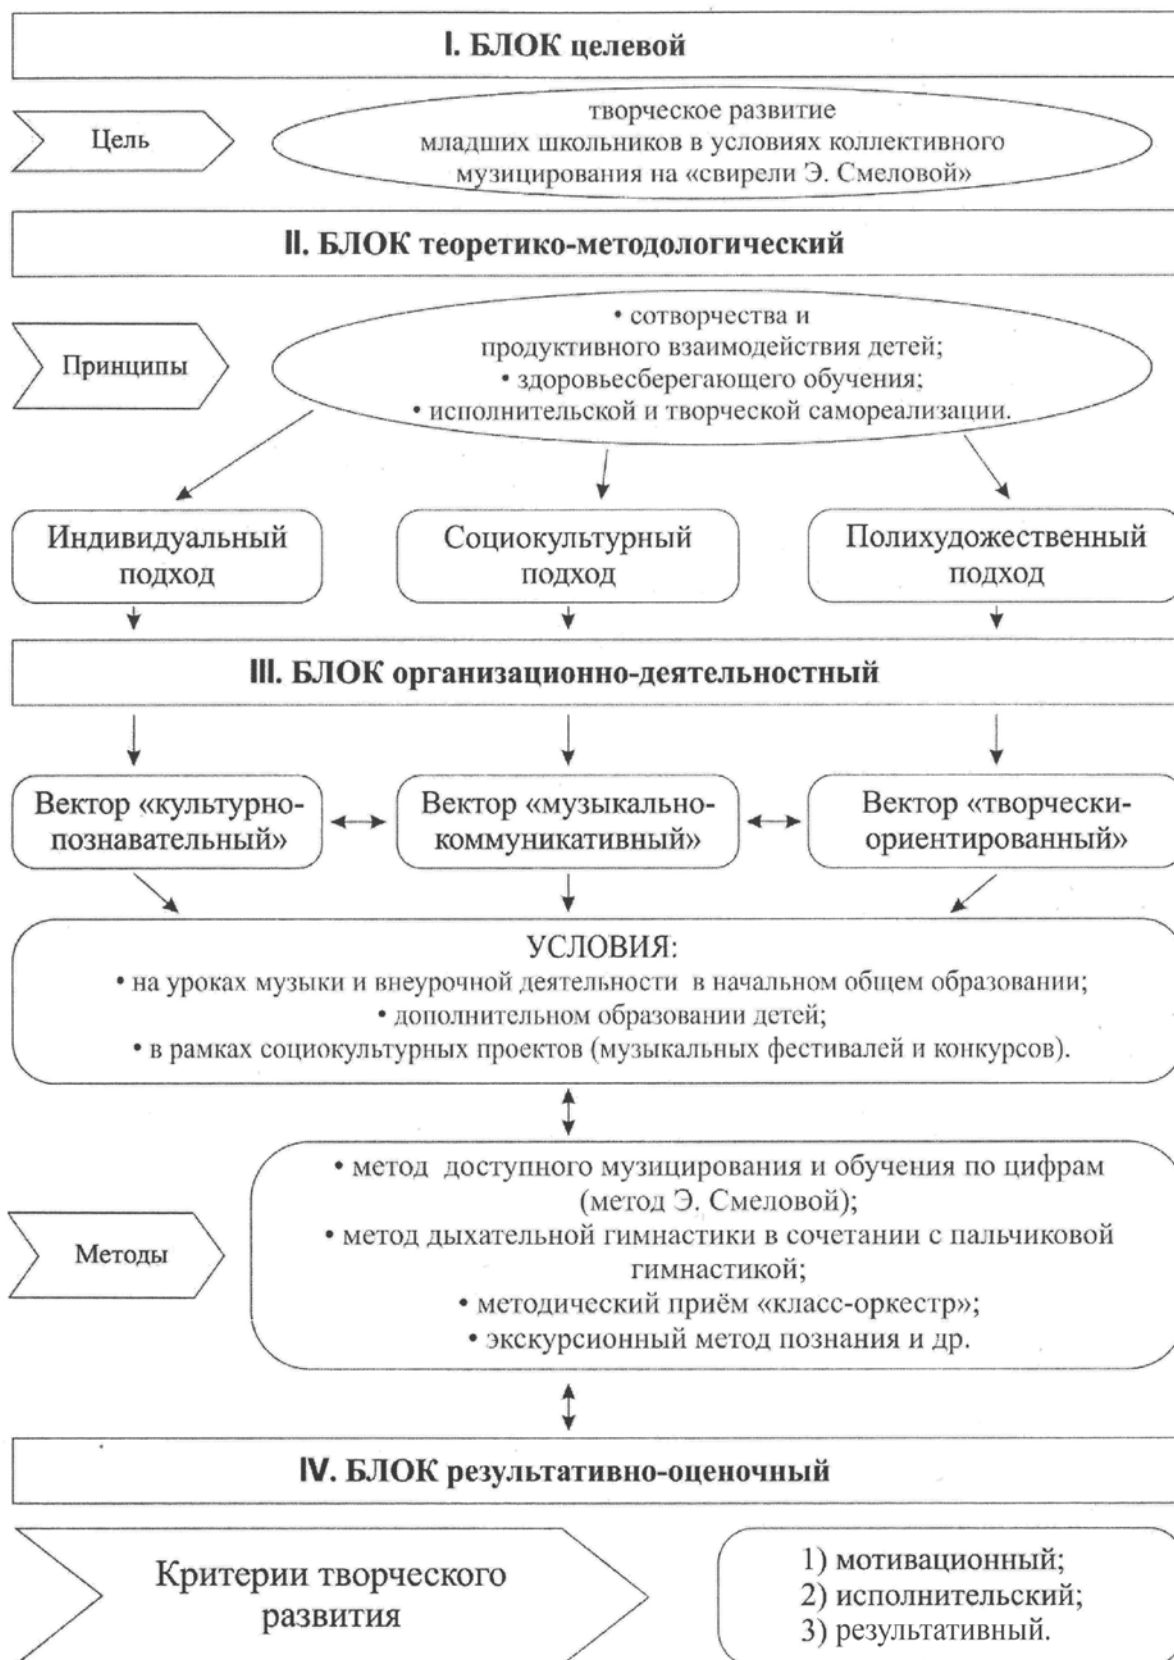 I. БЛОК целевой
Цель
творческое развитие
младших школьников в условиях коллективного
музицирования на «свирели Э. Смеловой»
II. БЛОК теоретико-методологический
Принципы
• сотворчества и
продуктивного взаимодействия детей;
• здоровьесберегающего обучения;
• исполнительской и творческой самореализации.
Индивидуальный
подход
Социокультурный
подход
Полихудожественный
подход
III. БЛОК организационно-деятельностный
Вектор «культурно-
познавательный»
Вектор «музыкально-
коммуникативный»
Вектор «творчески-
ориентированный»
УСЛОВИЯ:
• на уроках музыки и внеурочной деятельности в начальном общем образовании;
• дополнительном образовании детей;
• в рамках социокультурных проектов (музыкальных фестивалей и конкурсов).
Методы
• метод доступного музицирования и обучения по цифрам
(метод Э. Смеловой);
• метод дыхательной гимнастики в сочетании с пальчиковой
гимнастикой;
• методический приём «класс-оркестр»;
• экскурсионный метод познания и др.
IV. БЛОК результативно-оценочный
Критерии творческого
развития
1) мотивационный;
2) исполнительский;
3) результативный.